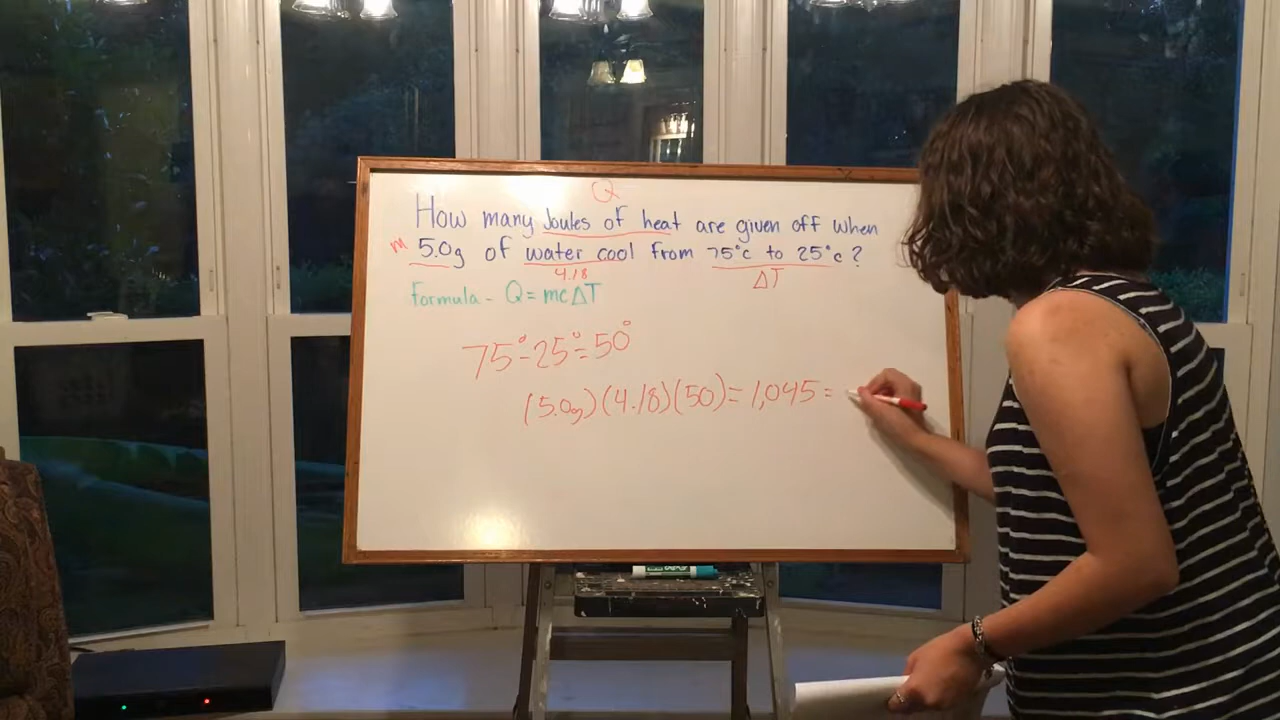 Q
How many Joules of heat are given off when
m 5.0g of water cool from 75°c to 25°c?
4.18 ΔT
Formula - Q = mcΔT
75°-25°=50°
(5.0g)(4.18)(50)= 1,045 =